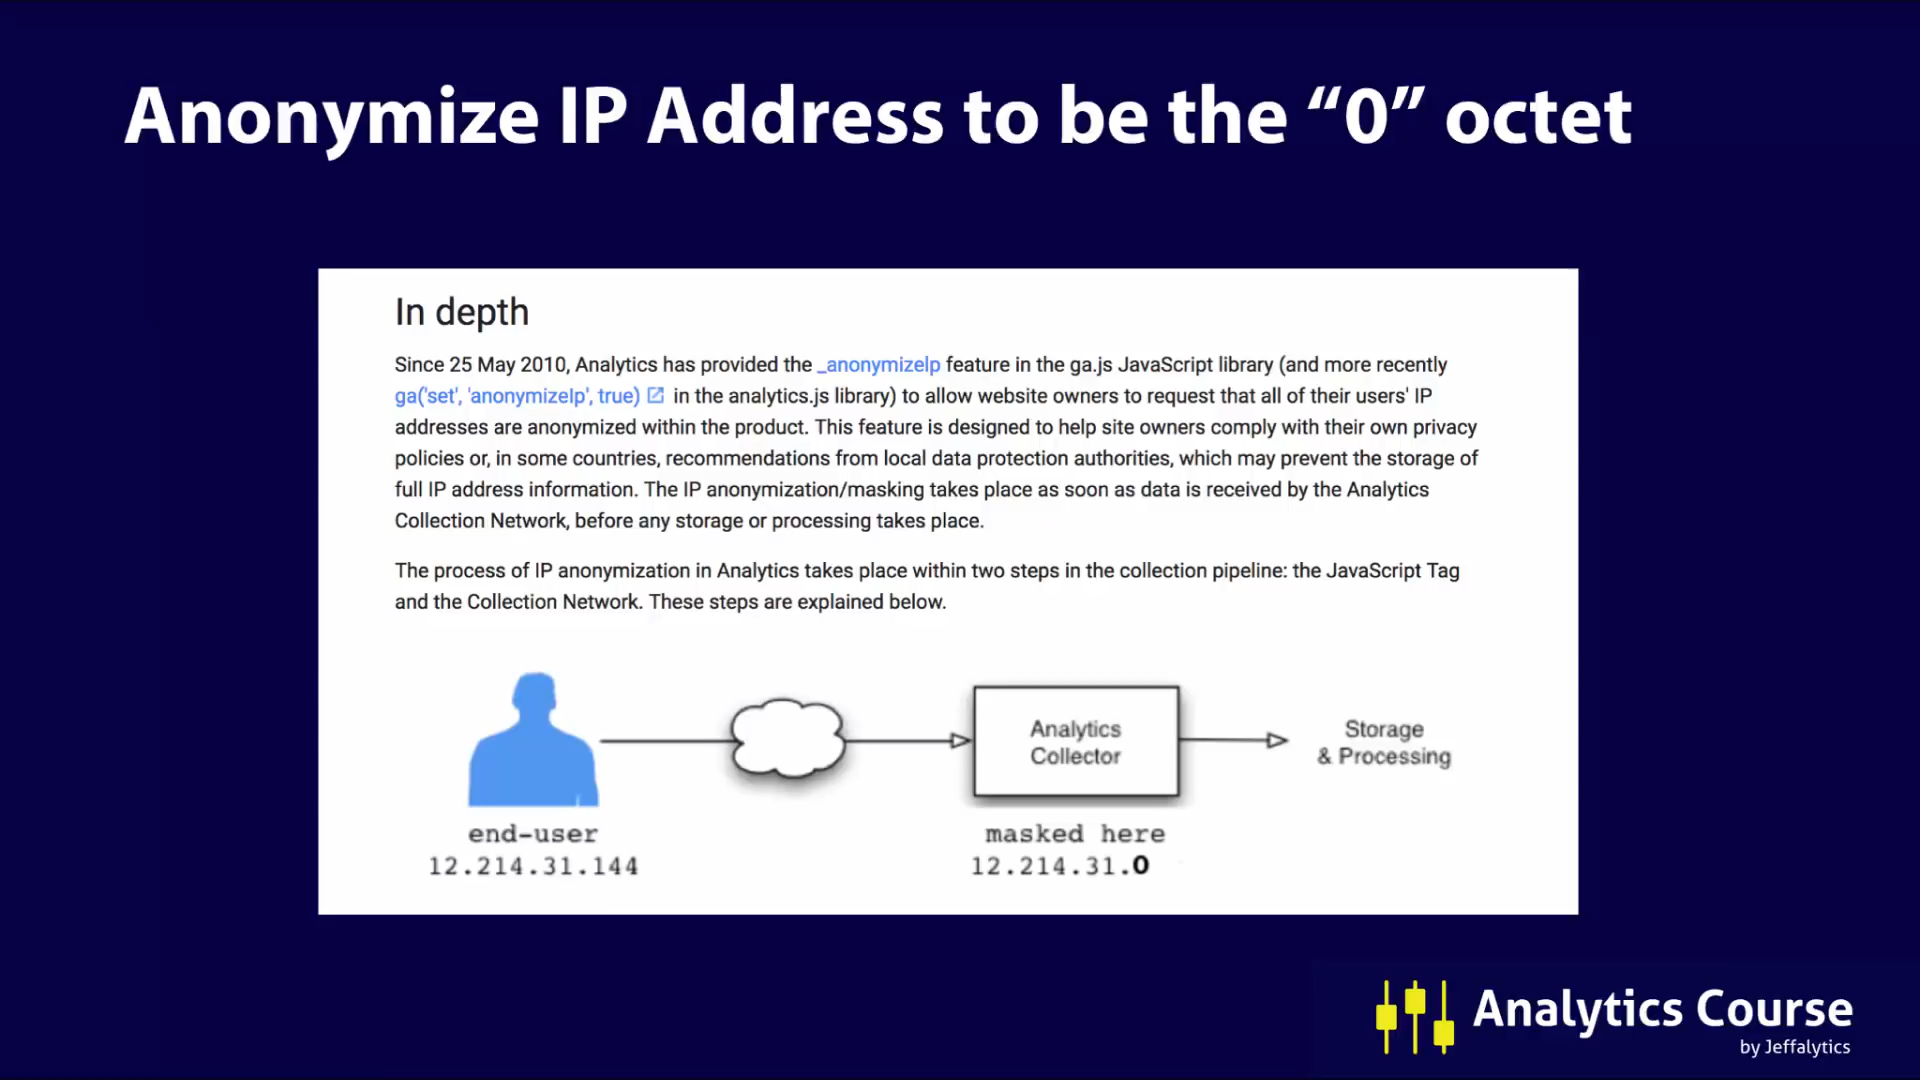 Anonymize IP Address to be the “0” octet
In depth
Since 25 May 2010, Analytics has provided the _anonymizeIp feature in the ga.js JavaScript library (and more recently
ga('set', 'anonymizeIp', true) in the analytics.js library) to allow website owners to request that all of their users' IP
addresses are anonymized within the product. This feature is designed to help site owners comply with their own privacy
policies or, in some countries, recommendations from local data protection authorities, which may prevent the storage of
full IP address information. The IP anonymization/masking takes place as soon as data is received by the Analytics
Collection Network, before any storage or processing takes place.
The process of IP anonymization in Analytics takes place within two steps in the collection pipeline: the JavaScript Tag
and the Collection Network. These steps are explained below.
Analytics
Collector
Storage
& Processing
end-user
12.214.31.144
masked here
12.214.31.0
Analytics Course
by Jeffalytics